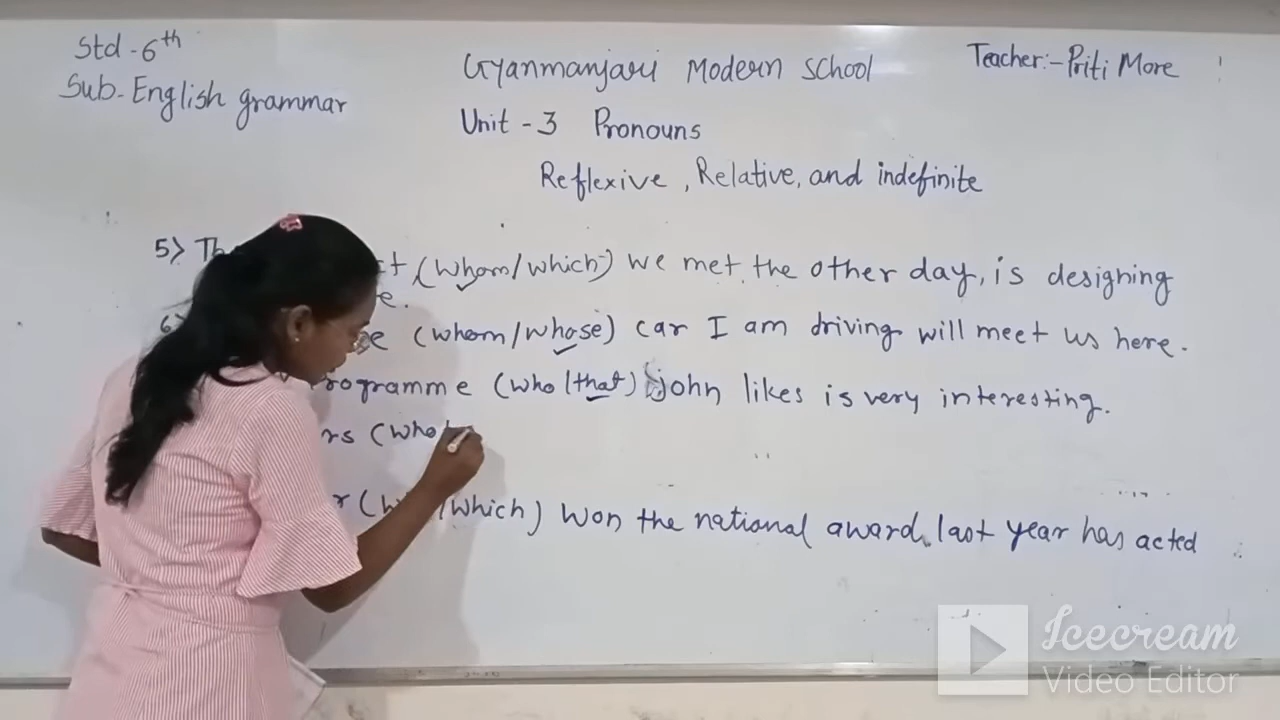 Std - 6th
Sub- English grammar
Gyanmanjari Modern School
Teacher:- Priti More
Unit - 3 Pronouns
Reflexive, Relative, and indefinite
5) (whom/which) we met the other day, is designing
(whom/whose) car I am driving will meet us here.
programme (who/that) john likes is very interesting.
rs (who
/which) won the national award last year has acted
Icecream
Video Editor